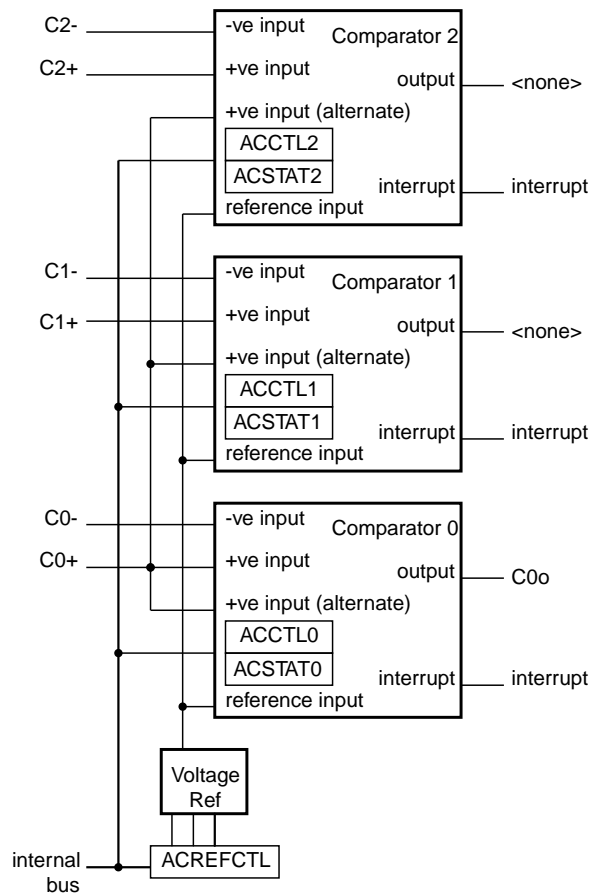 C2-
-ve input
Comparator 2
C2+
+ve input
output
<none>
+ve input (alternate)
ACCTL2
ACSTAT2
interrupt
interrupt
reference input
C1-
-ve input
Comparator 1
C1+
+ve input
output
<none>
+ve input (alternate)
ACCTL1
ACSTAT1
interrupt
interrupt
reference input
C0-
-ve input
Comparator 0
C0+
+ve input
output
C0o
+ve input (alternate)
ACCTL0
ACSTAT0
interrupt
interrupt
reference input
Voltage
Ref
ACREFCTL
internal
bus